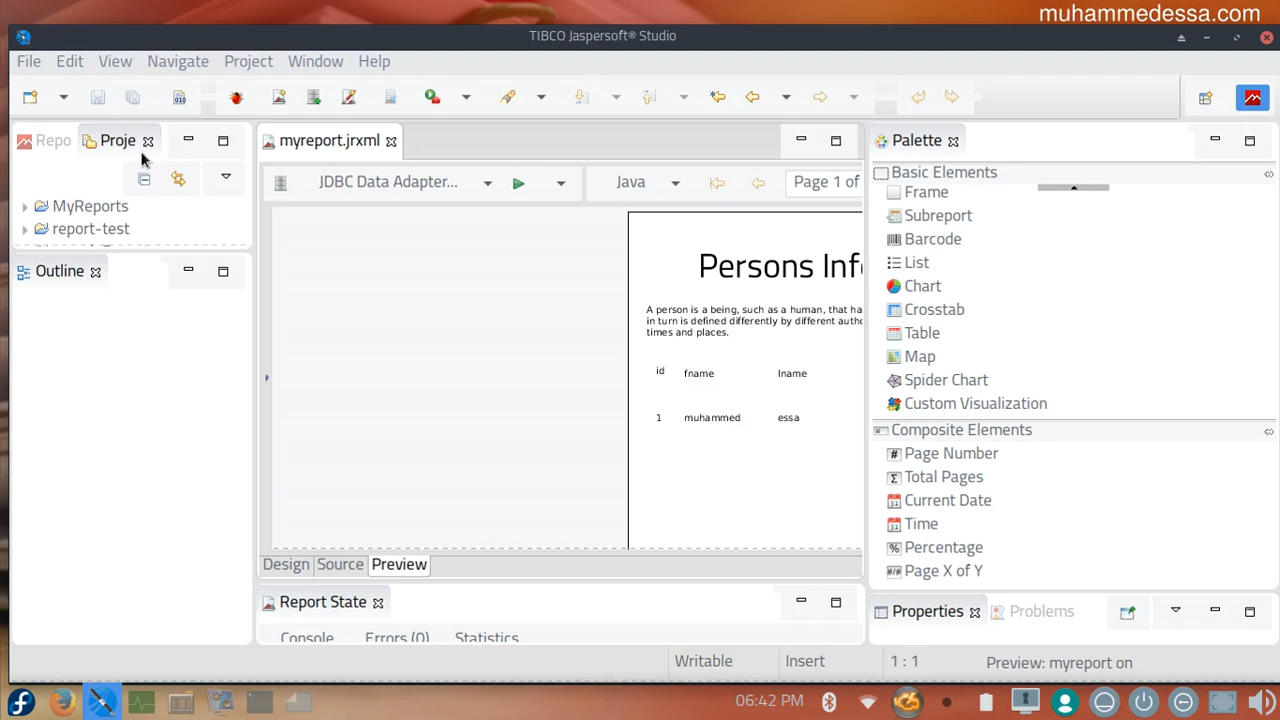 muhammedessa.com
TIBCO Jaspersoft® Studio
File Edit View Navigate Project Window Help
Repo Proje
myreport.jrxml
Palette
JDBC Data Adapter... Java Page 1 of
MyReports
report-test
Outline
Persons Inf
A person is a being, such as a human, that ha
in turn is defined differently by different auth
times and places.
id fname lname
1 muhammed essa
Design Source Preview
Report State
Console Errors (0) Statistics
Basic Elements
Frame
Subreport
Barcode
List
Chart
Crosstab
Table
Map
Spider Chart
Custom Visualization
Composite Elements
Page Number
Total Pages
Current Date
Time
Percentage
Page X of Y
Properties Problems
Writable Insert 1 : 1 Preview: myreport on
06:42 PM